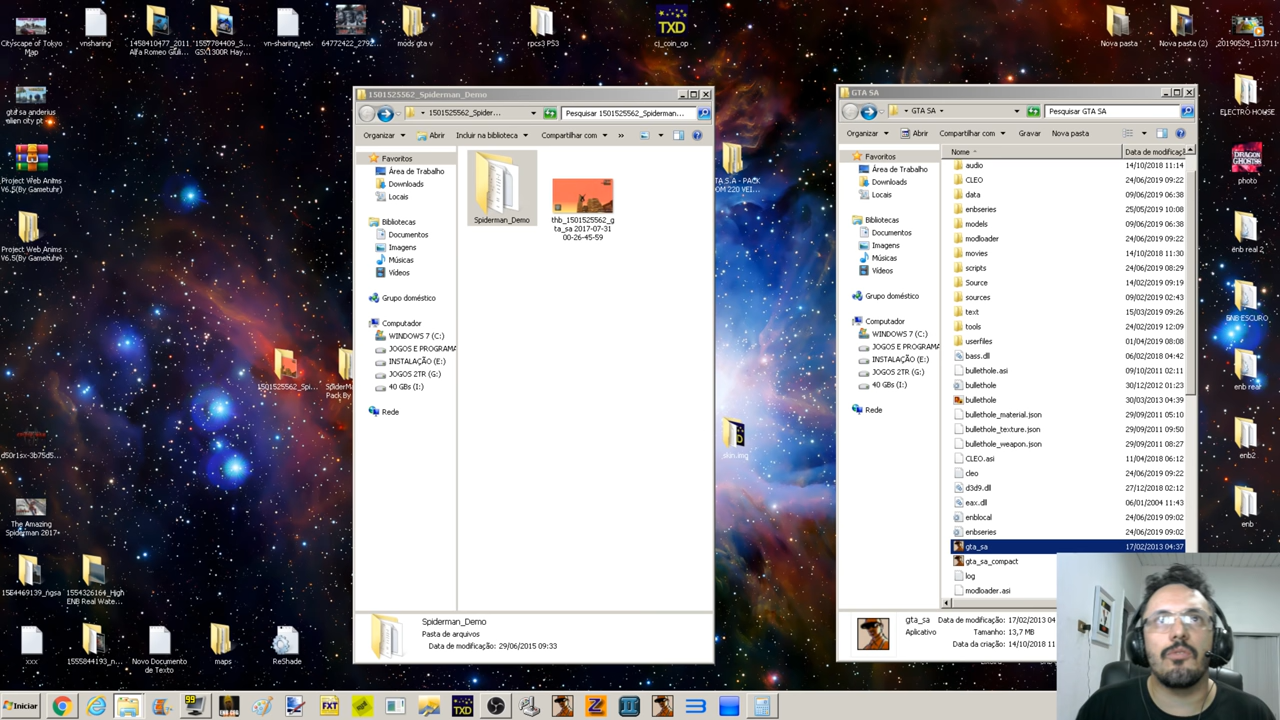 Cityscape of Tokyo
Map
vnsharing
1458410477_2011
Alfa Romeo Giuli...
1557784409_S...
GSX1300R Hay...
vn-sharing_net
64772422_2792...
mods gta v
rpcs3 PS3
TXD
cj_coin_op
Nova pasta
Nova pasta (2)
20190529_113711
gta sa anderius
alien city pt
Project Web Anims
V6.5(By Gametuhr)
Project Web Anims
V6.5(By Gametuhr)
1501525562_Spi...
d50r1sx-3b75d5...
The Amazing
Spiderman 2017-
1554326164_High
ENB Real Wate...
xxx
1555844193_n...
Novo Documento
de Texto
maps
ReShade
1501525562_Spiderman_Demo
1501525562_Spider...
Pesquisar 1501525562_Spiderman...
Organizar
Abrir
Incluir na biblioteca
Compartilhar com
»
Favoritos
Área de Trabalho
Downloads
Locais
Bibliotecas
Documentos
Imagens
Músicas
Vídeos
Grupo doméstico
Computador
WINDOWS 7 (C:)
JOGOS E PROGRAMA
INSTALAÇÃO (E:)
JOGOS 2TR (G:)
40 GBs (I:)
Rede
Spiderman_Demo
thb_1501525562_g
ta_sa 2017-07-31
00-26-45-59
Spiderman_Demo
Pasta de arquivos
Data de modificação: 29/06/2015 09:33
TA S.A - PACK
OM 220 VEI...
skin.img
GTA SA
GTA SA
Pesquisar GTA SA
Organizar
Abrir
Compartilhar com
Gravar
Nova pasta
Favoritos
Área de Trabalho
Downloads
Locais
Bibliotecas
Documentos
Imagens
Músicas
Vídeos
Grupo doméstico
Computador
WINDOWS 7 (C:)
JOGOS E PROGRAMA
INSTALAÇÃO (E:)
JOGOS 2TR (G:)
40 GBs (I:)
Rede
Nome
Data de modificaç
audio 14/10/2018 11:14
CLEO 24/06/2019 09:22
data 09/06/2019 06:38
enbseries 25/05/2019 10:08
models 09/06/2019 06:38
modloader 24/06/2019 09:22
movies 14/10/2018 11:30
scripts 24/06/2019 08:29
Source 14/02/2019 09:19
sources 09/02/2019 02:43
text 15/03/2019 09:26
tools 24/02/2019 12:09
userfiles 01/04/2019 08:08
bass.dll 06/02/2018 04:42
bullethole.asi 09/10/2011 02:11
bullethole 30/12/2012 01:23
bullethole 30/03/2013 04:39
bullethole_material.json 29/09/2011 05:10
bullethole_texture.json 29/09/2011 09:50
bullethole_weapon.json 29/09/2011 08:27
CLEO.asi 11/04/2018 06:12
cleo 24/06/2019 09:22
d3d9.dll 27/12/2018 02:12
eax.dll 06/01/2004 11:43
enblocal 24/06/2019 09:02
enbseries 24/06/2019 09:02
gta_sa 17/02/2013 04:37
gta_sa_compact
log
modloader.asi
gta_sa Data de modificação: 17/02/2013 04
Aplicativo Tamanho: 13,7 MB
Data de criação: 14/10/2018 11
ELECTRO HOUSE
DRAGON
GHOSTS
photo
enb real 2
ENB ESCURO
enb real
enb2
enb
Iniciar
99
FXT
TXD